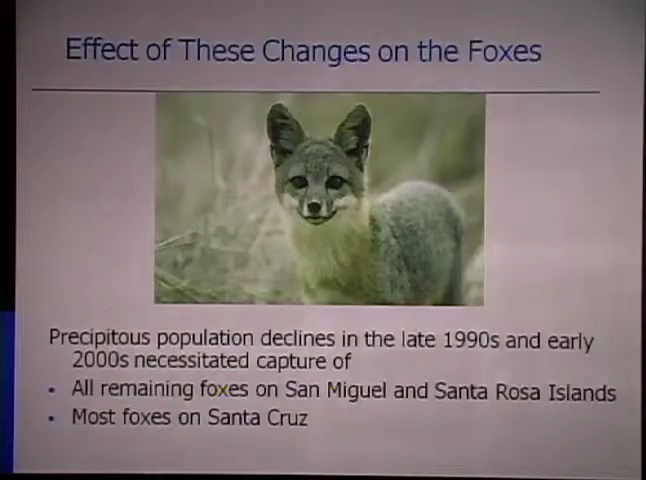 Effect of These Changes on the Foxes
Precipitous population declines in the late 1990s and early
2000s necessitated capture of
• All remaining foxes on San Miguel and Santa Rosa Islands
• Most foxes on Santa Cruz